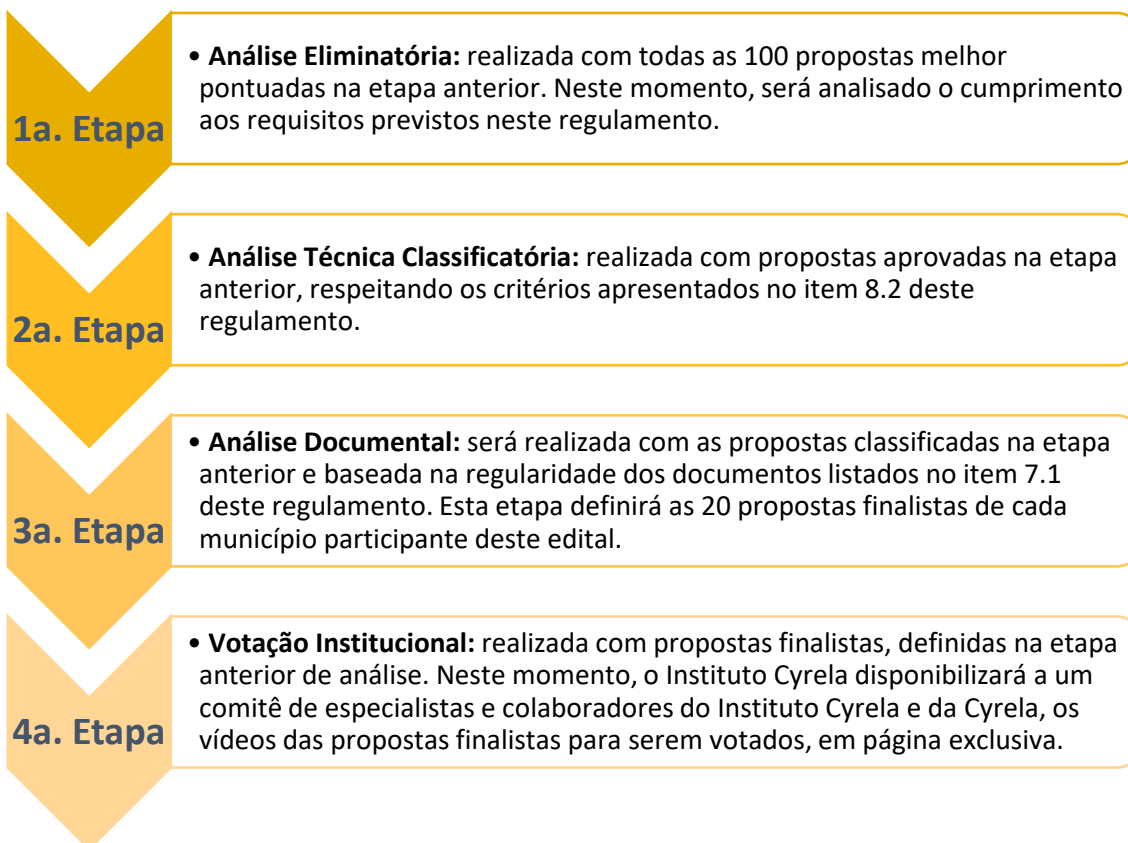 1a. Etapa
• Análise Eliminatória: realizada com todas as 100 propostas melhor
pontuadas na etapa anterior. Neste momento, será analisado o cumprimento
aos requisitos previstos neste regulamento.
2a. Etapa
• Análise Técnica Classificatória: realizada com propostas aprovadas na etapa
anterior, respeitando os critérios apresentados no item 8.2 deste
regulamento.
3a. Etapa
• Análise Documental: será realizada com as propostas classificadas na etapa
anterior e baseada na regularidade dos documentos listados no item 7.1
deste regulamento. Esta etapa definirá as 20 propostas finalistas de cada
município participante deste edital.
4a. Etapa
• Votação Institucional: realizada com propostas finalistas, definidas na etapa
anterior de análise. Neste momento, o Instituto Cyrela disponibilizará a um
comitê de especialistas e colaboradores do Instituto Cyrela e da Cyrela, os
vídeos das propostas finalistas para serem votados, em página exclusiva.